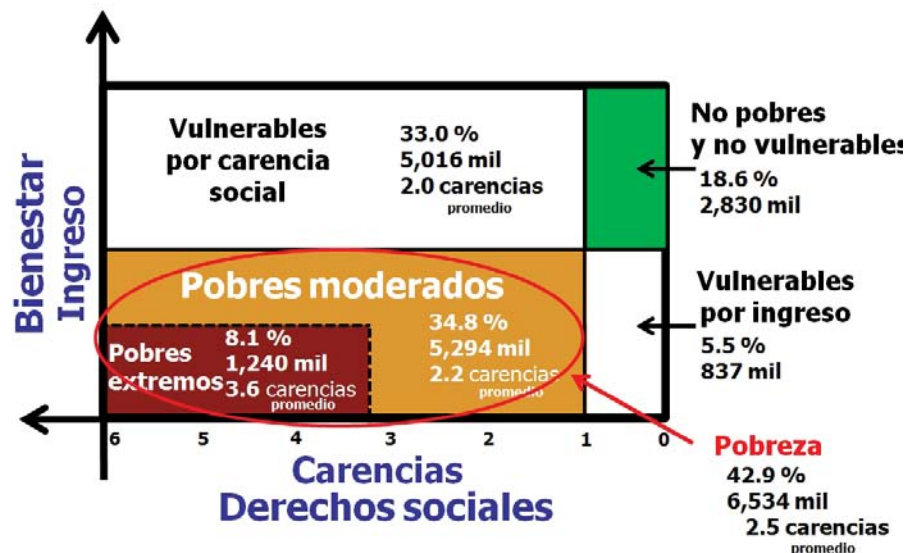 Bienestar
Ingreso
Vulnerables
por carencia
social
33.0 %
5,016 mil
2.0 carencias
promedio
No pobres
y no vulnerables
18.6 %
2,830 mil
Pobres moderados
34.8 %
5,294 mil
2.2 carencias
promedio
Pobres
extremos
8.1 %
1,240 mil
3.6 carencias
promedio
Vulnerables
por ingreso
5.5 %
837 mil
6 5 4 3 2 1 0
Carencias
Derechos sociales
Pobreza
42.9 %
6,534 mil
2.5 carencias
promedio